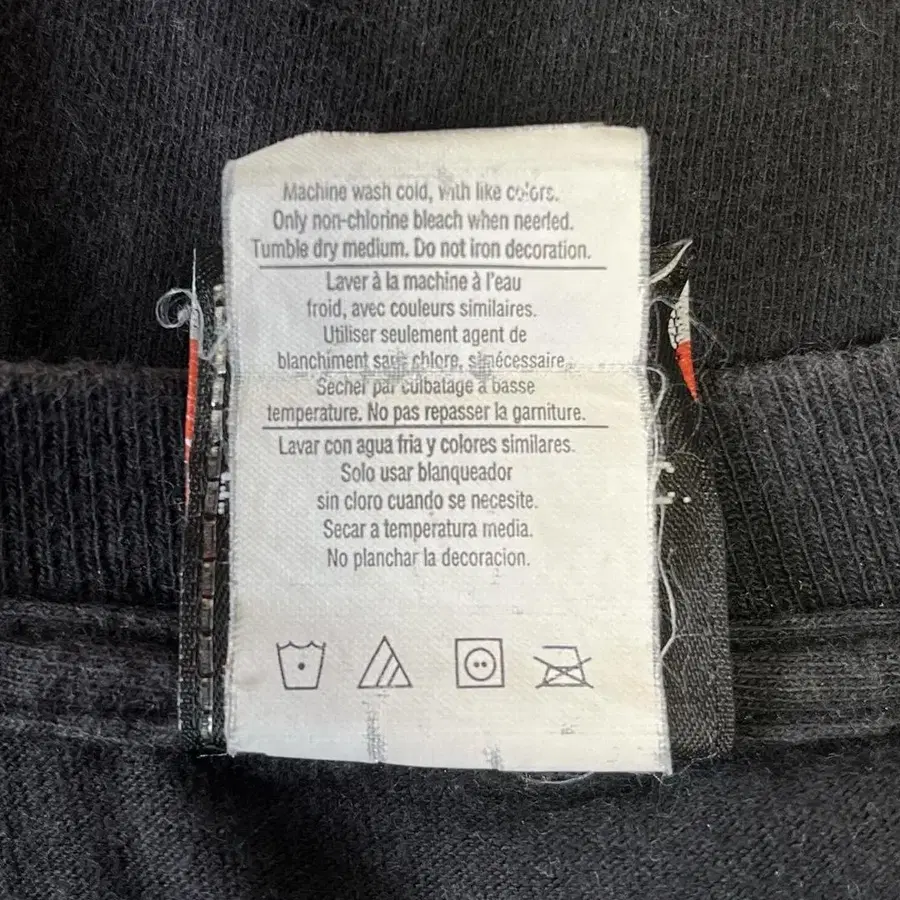 Machine wash cold, with like colors.
Only non-chlorine bleach when needed.
Tumble dry medium. Do not iron decoration.
Laver à la machine à l'eau
froid, avec couleurs similaires.
Utiliser seulement agent de
blanchiment sans chlore, si nécessaire
Sechel par culbatage a basse
temperature. No pas repasser la garniture.
Lavar con agua fria y colores similares.
Solo usar blanqueador
sin cloro cuando se necesite.
Secar a temperatura media.
No planchar la decoracion.